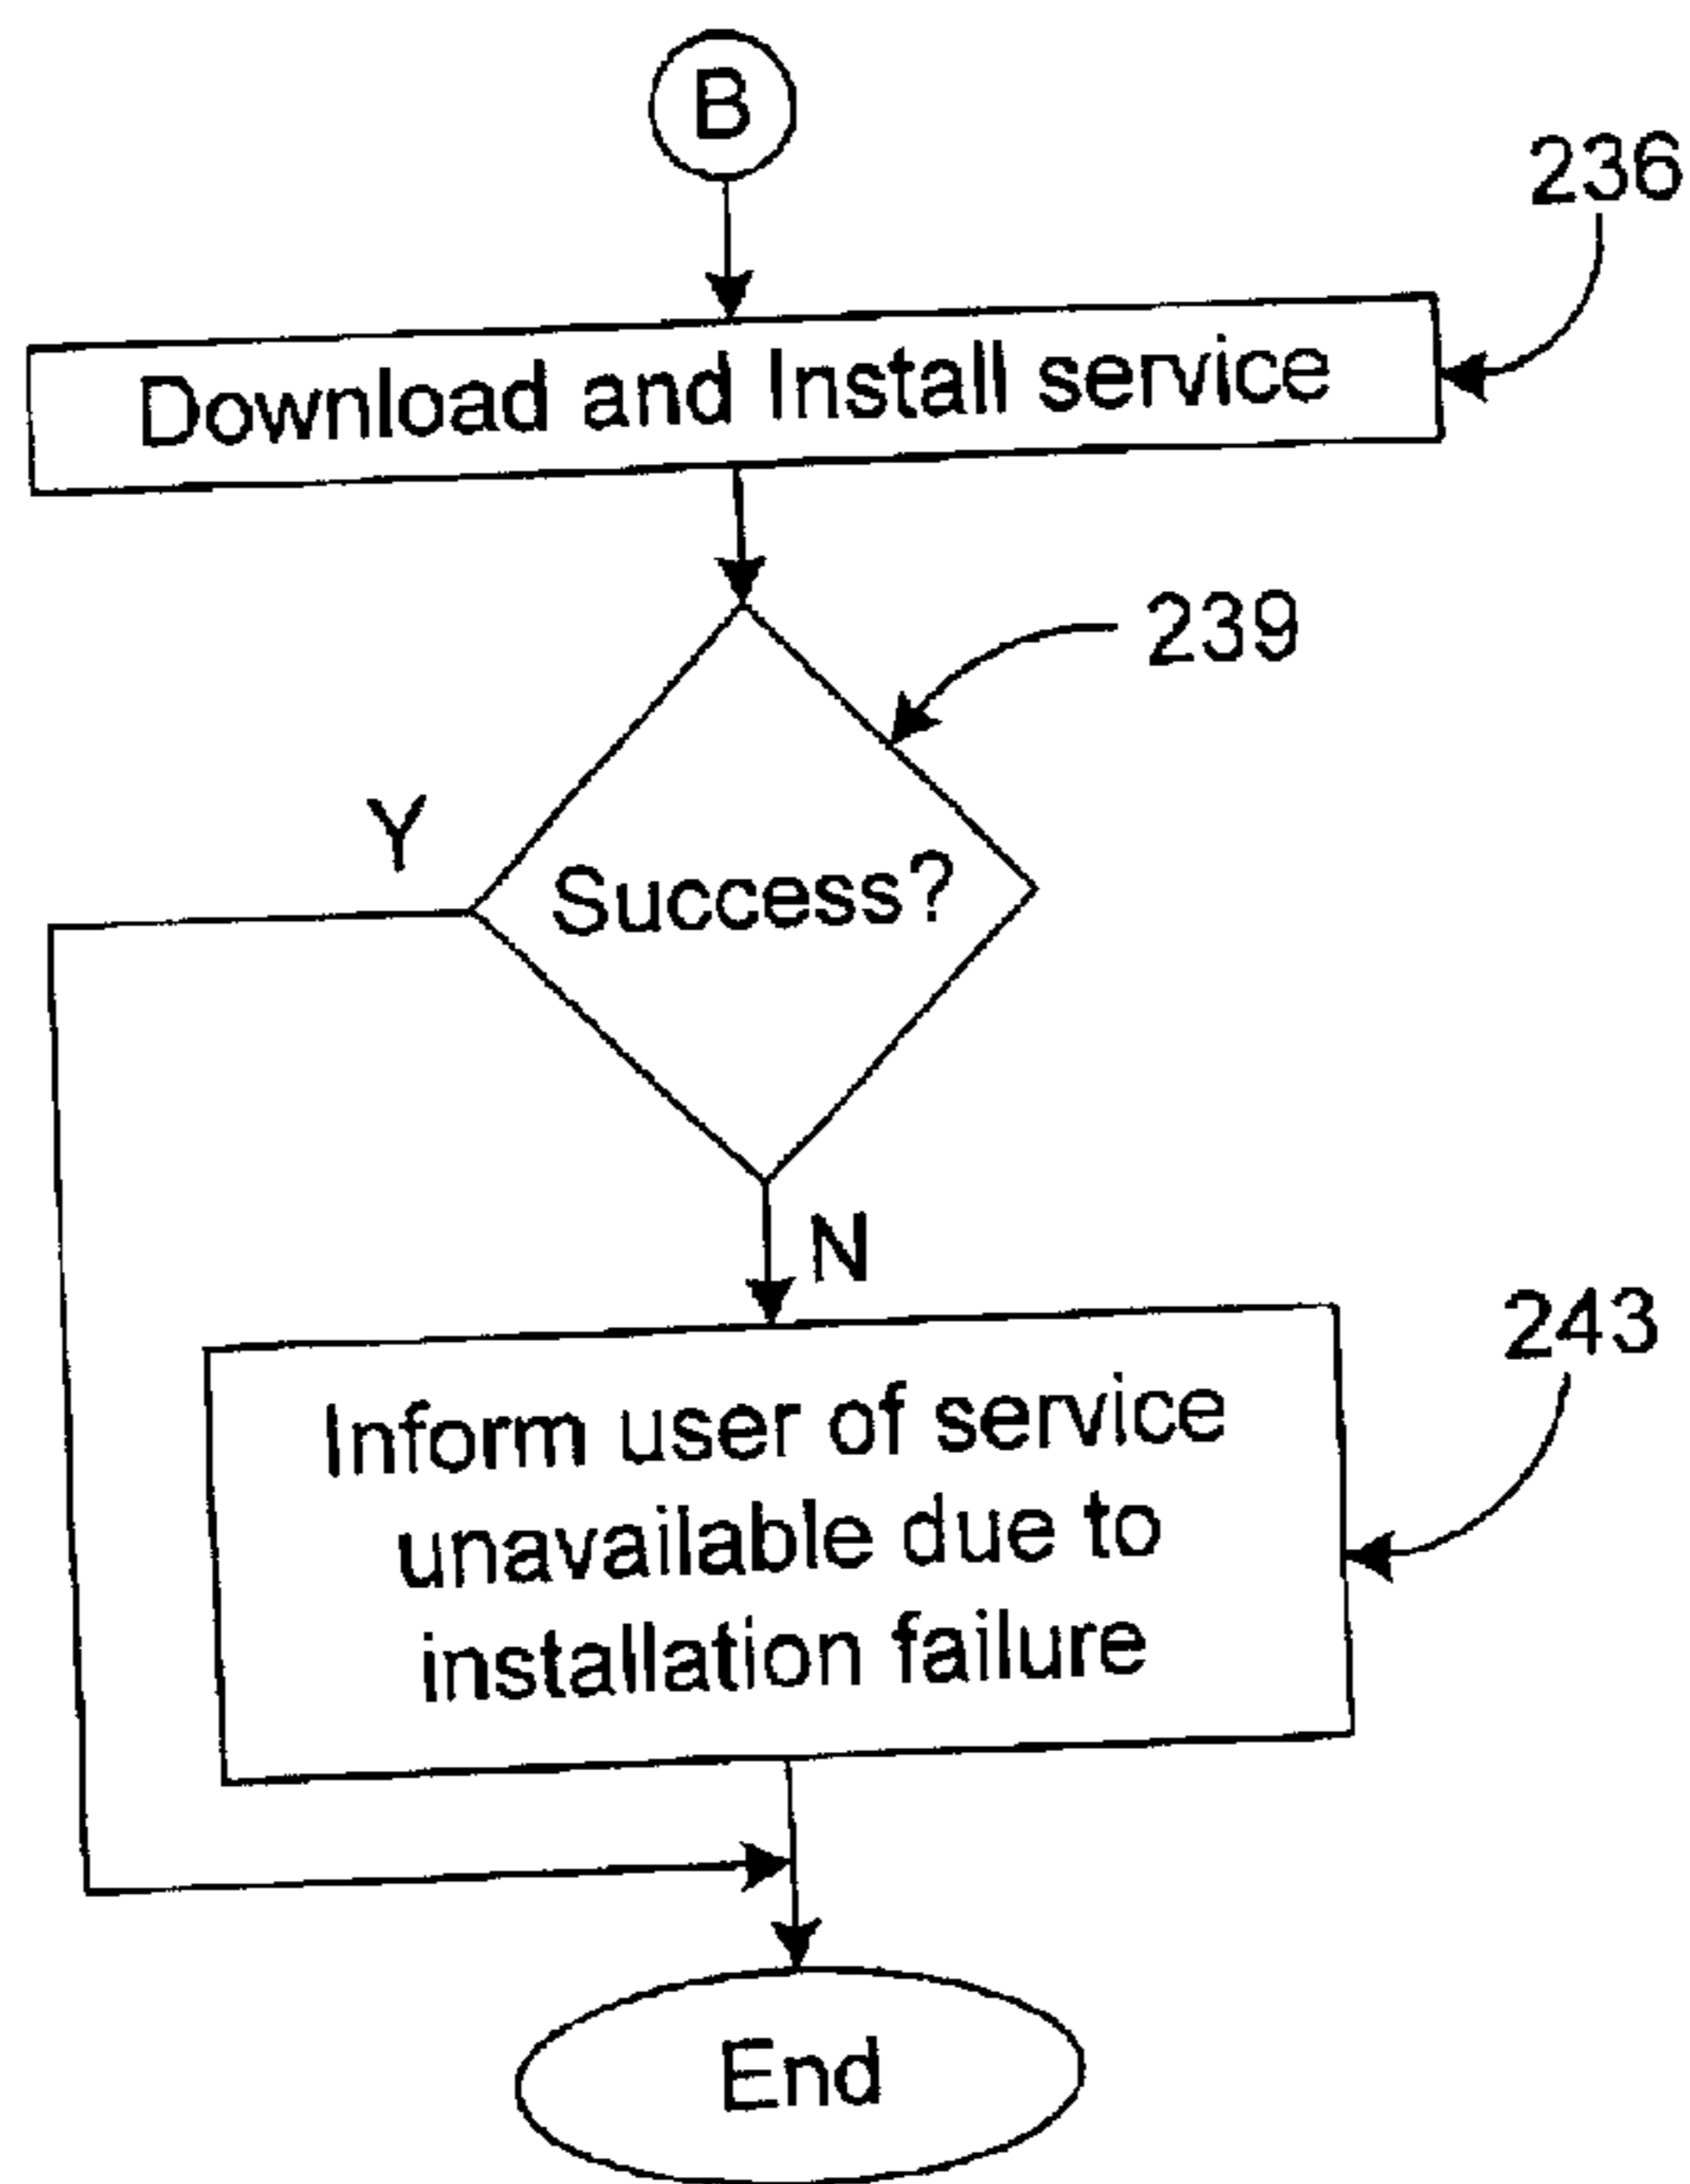 B
236
Download and Install service
239
Y
Success?
N
243
Inform user of service
unavailable due to
installation failure
End